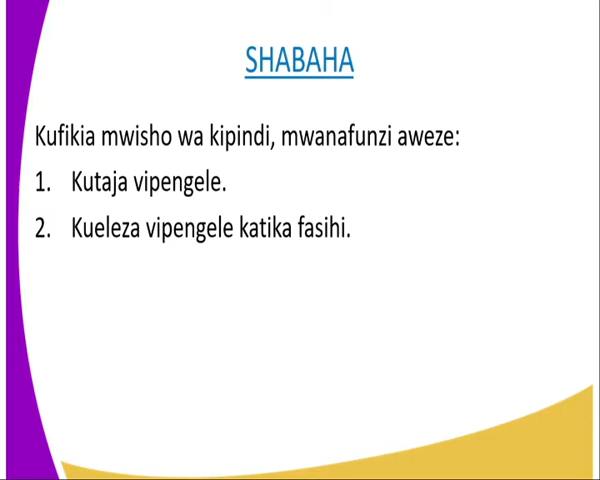 SHABAHA
Kufikia mwisho wa kipindi, mwanafunzi aweze:
1. Kutaja vipengele.
2. Kueleza vipengele katika fasihi.